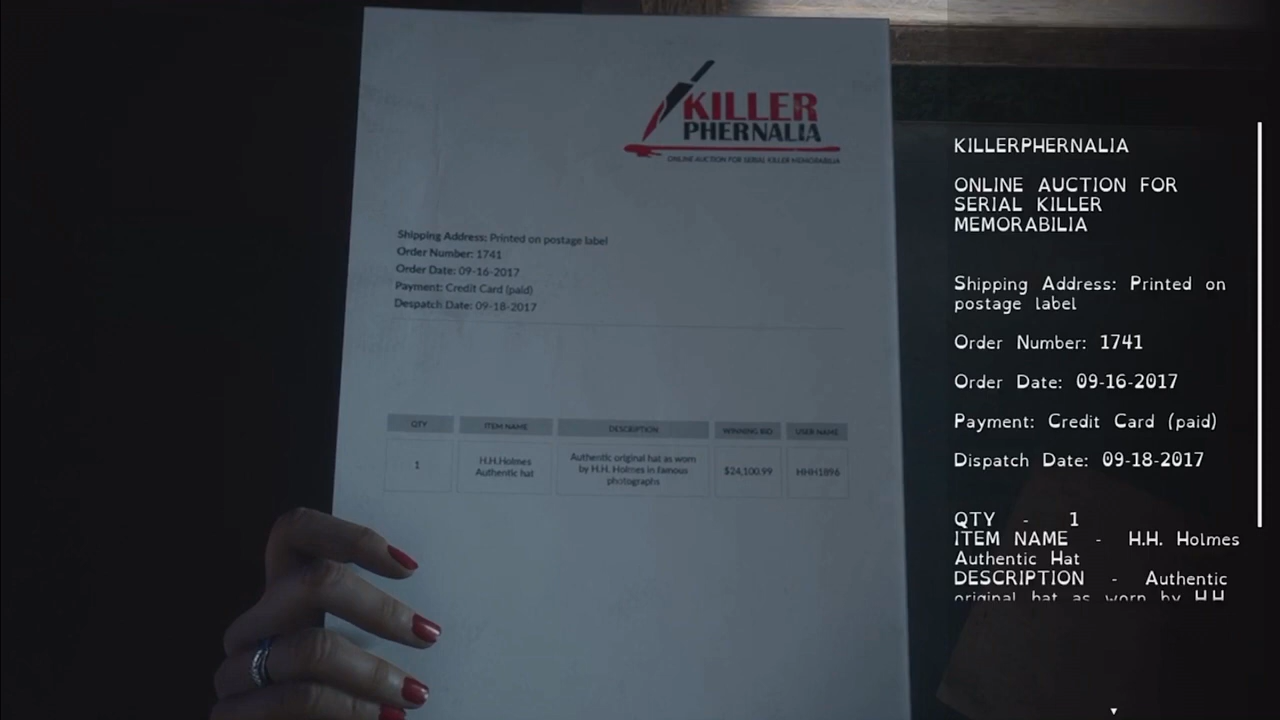 KILLER
PHERNALIA
ONLINE AUCTION FOR SERIAL KILLER MEMORABILIA
Shipping Address: Printed on postage label
Order Number: 1741
Order Date: 09-16-2017
Payment: Credit Card (paid)
Despatch Date: 09-18-2017
QTY ITEM NAME DESCRIPTION WINNING BID USER NAME
1 H.H.Holmes Authentic hat Authentic original hat as worn by H.H. Holmes in famous photographs $24,100.99 HHH1896
KILLERPHERNALIA
ONLINE AUCTION FOR
SERIAL KILLER
MEMORABILIA
Shipping Address: Printed on
postage label
Order Number: 1741
Order Date: 09-16-2017
Payment: Credit Card (paid)
Dispatch Date: 09-18-2017
QTY - 1
ITEM NAME - H.H. Holmes
Authentic Hat
DESCRIPTION - Authentic
original hat as worn by H.H.